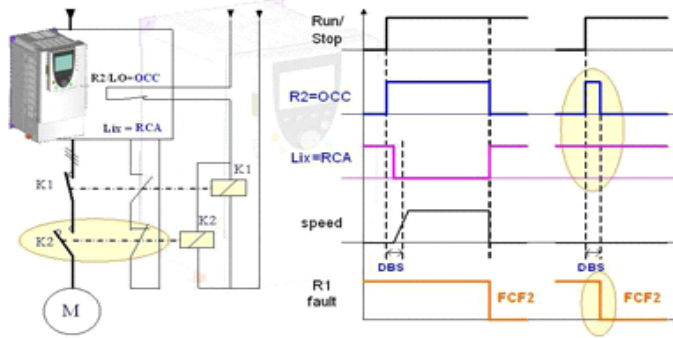 R2/LO=OCC
Lix = RCA
K1
K1
K2
K2
M
Run/
Stop
R2=OCC
Lix=RCA
speed
DBS
DBS
R1
fault
FCF2
FCF2